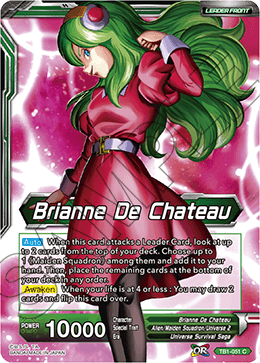 LEADER FRONT
Brianne De Chateau
Auto When this card attacks a Leader Card, look at up
to 2 cards from the top of your deck. Choose up to
1 《Maiden Squadron》 among them and add it to your
hand. Then, place the remaining cards at the bottom
of your deck in any order.
Awaken When your life is at 4 or less : You may draw 2
cards and flip this card over.
POWER
10000
Character
Special Trait
Era
Brianne De Chateau
Alien/Maiden Squadron/Universe 2
Universe Survival Saga
BANDAI MADE IN JAPAN
TB1-051 C